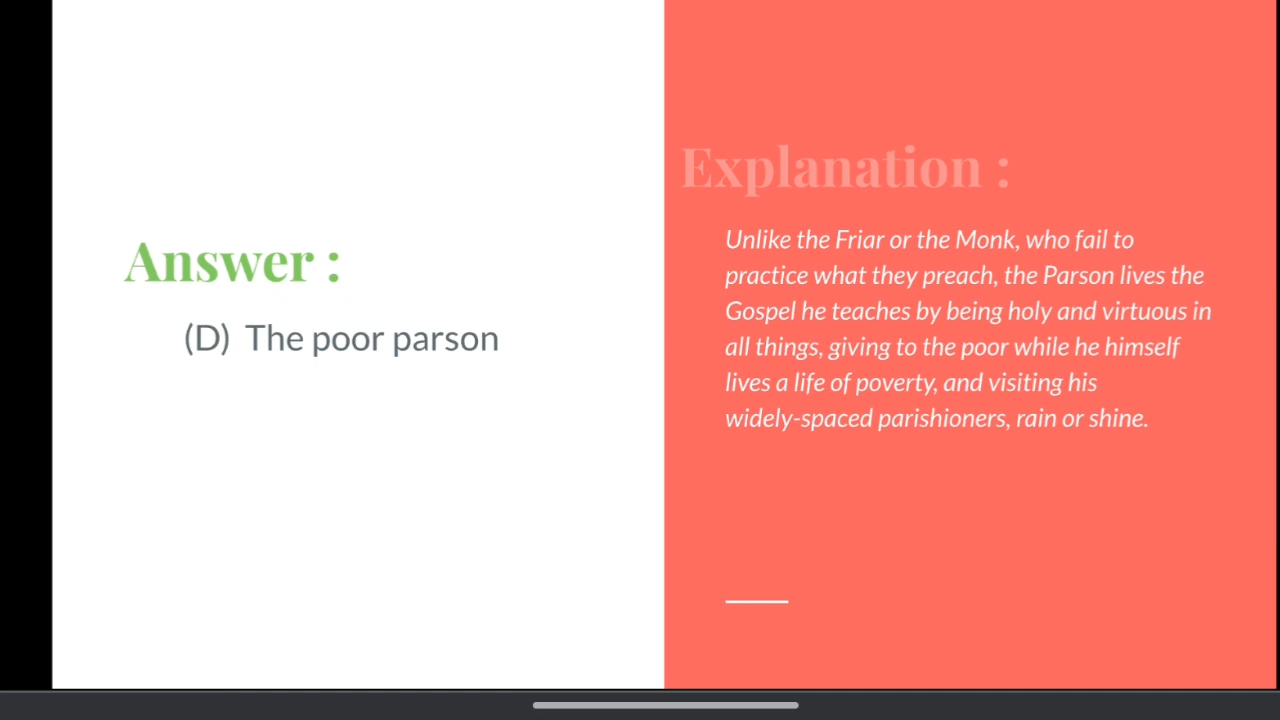 Answer :
(D) The poor parson
Explanation :
Unlike the Friar or the Monk, who fail to
practice what they preach, the Parson lives the
Gospel he teaches by being holy and virtuous in
all things, giving to the poor while he himself
lives a life of poverty, and visiting his
widely-spaced parishioners, rain or shine.